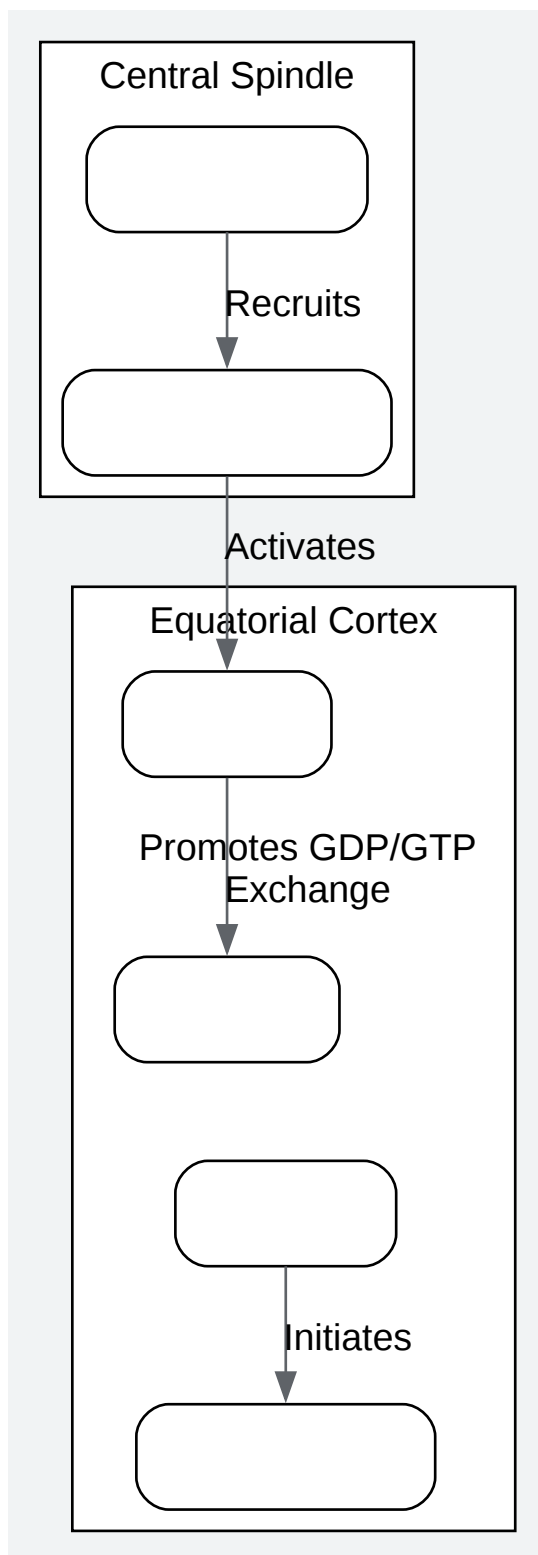 Central Spindle
Recruits
Activates
Equatorial Cortex
Promotes GDP/GTP
Exchange
Initiates